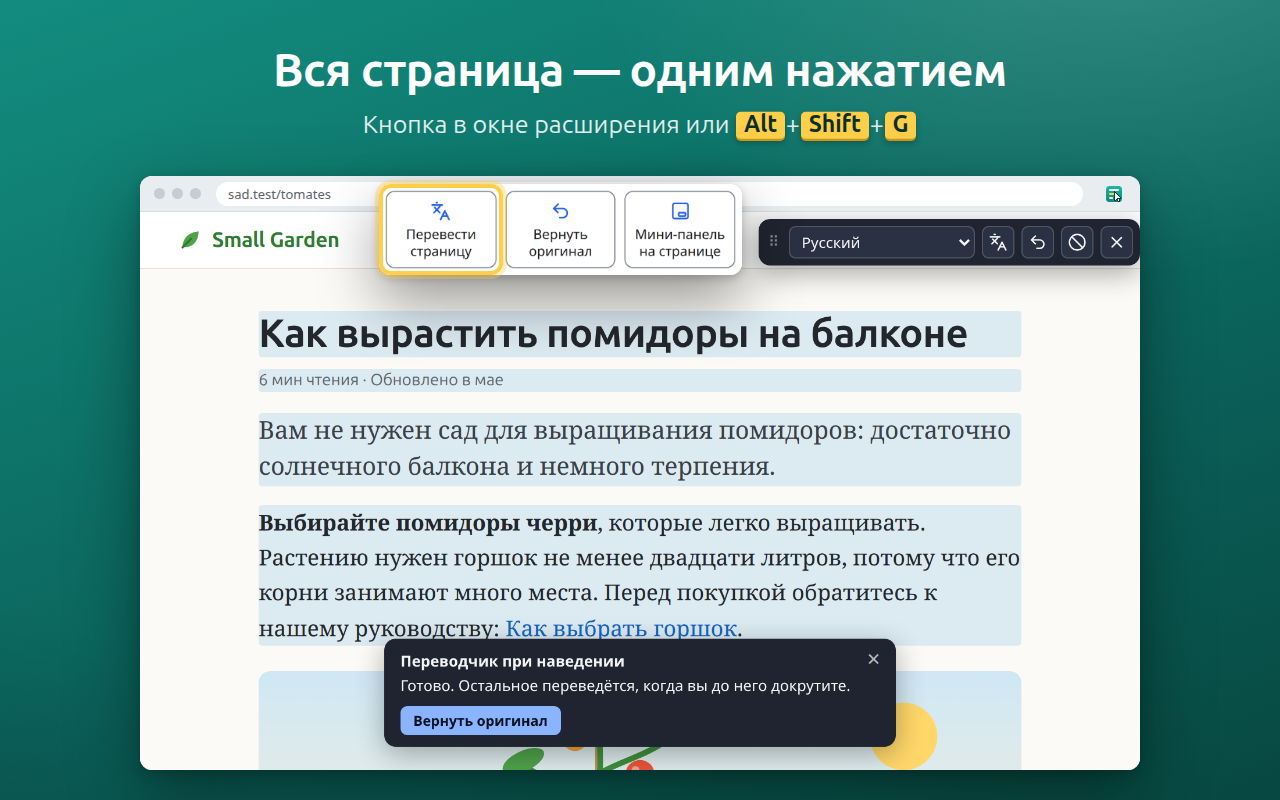 Вся страница — одним нажатием
Кнопка в окне расширения или Alt+Shift+G
sad.test/tomates
Small Garden
Перевести
страницу
Вернуть
оригинал
Мини-панель
на странице
Русский
Как вырастить помидоры на балконе
6 мин чтения · Обновлено в мае
Вам не нужен сад для выращивания помидоров: достаточно
солнечного балкона и немного терпения.
Выбирайте помидоры черри, которые легко выращивать.
Растению нужен горшок не менее двадцати литров, потому что его
корни занимают много места. Перед покупкой обратитесь к
нашему руководству: Как выбрать горшок.
Переводчик при наведении
Готово. Остальное переведётся, когда вы до него докрутите.
Вернуть оригинал